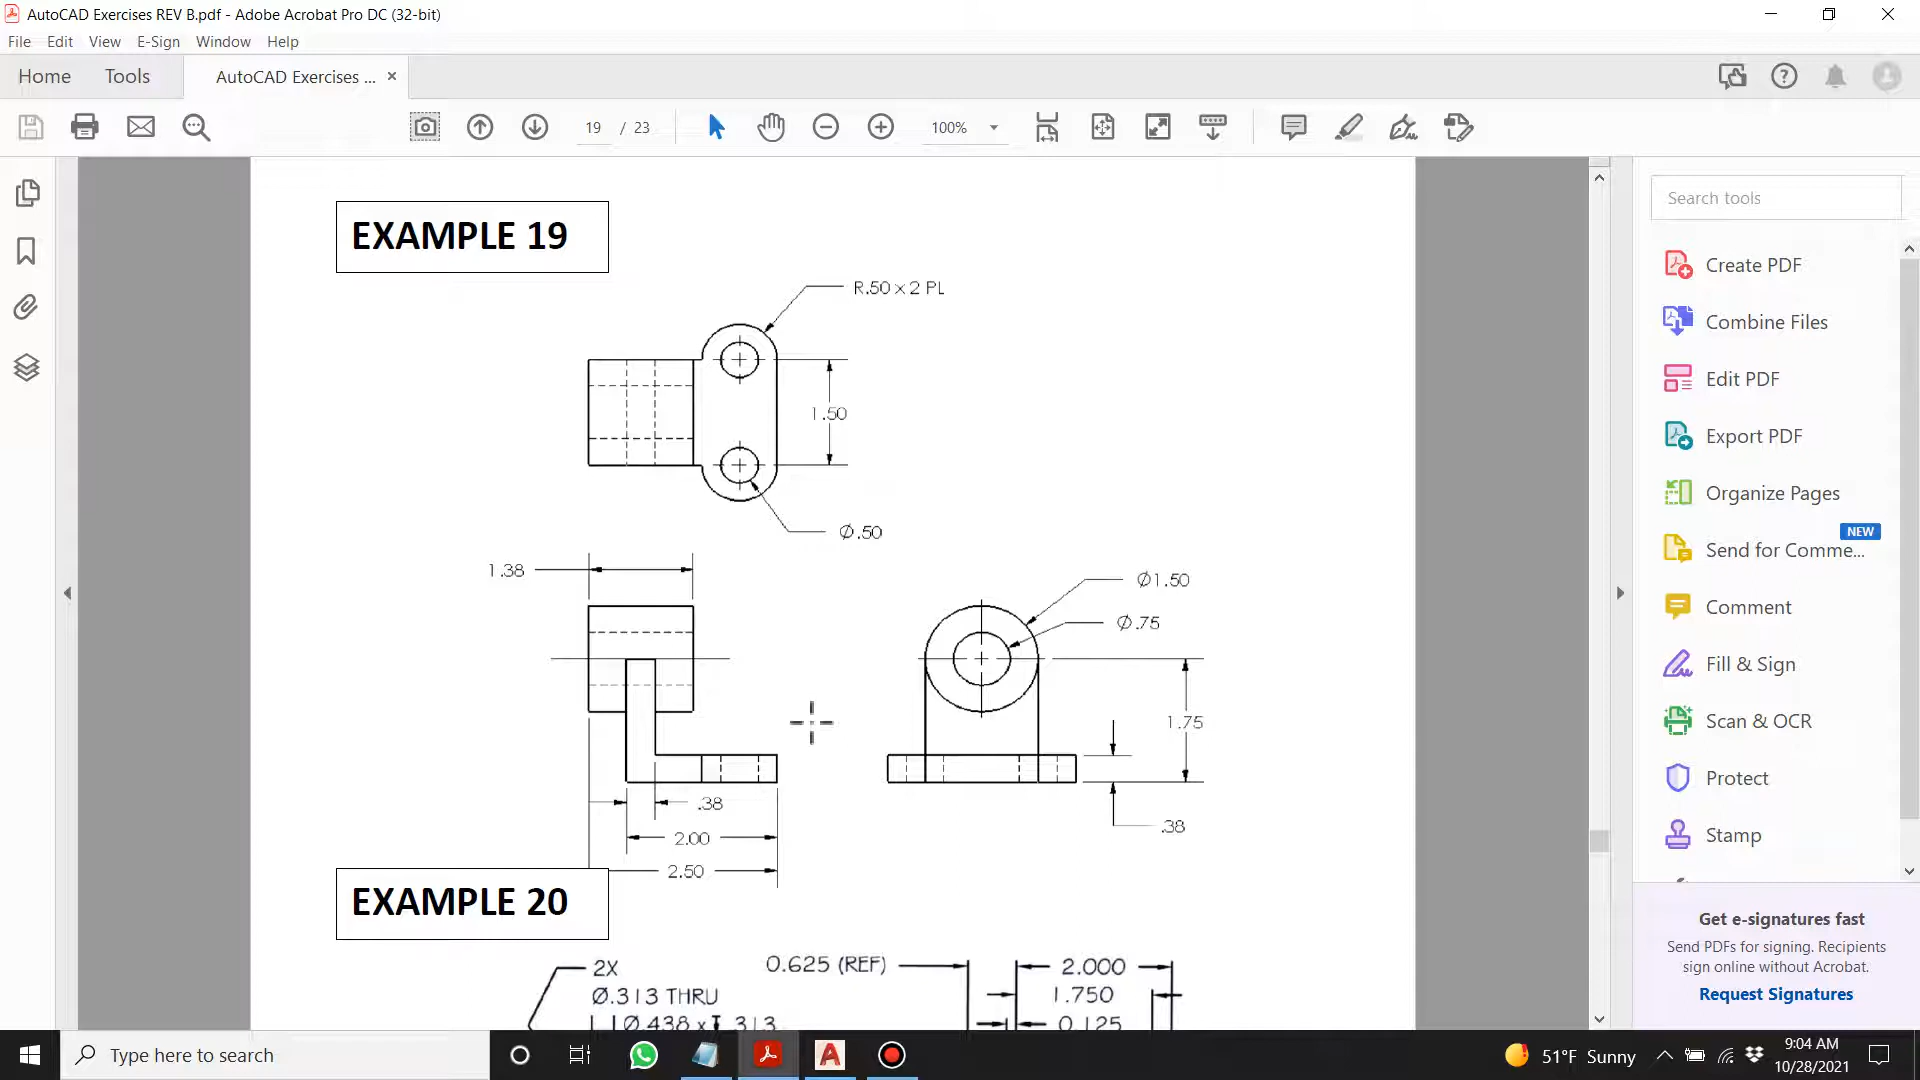 AutoCAD Exercises REV B.pdf - Adobe Acrobat Pro DC (32-bit)
File Edit View E-Sign Window Help
Home Tools AutoCAD Exercises ... ×
19 / 23 100%
Search tools
Create PDF
Combine Files
Edit PDF
Export PDF
Organize Pages
NEW
Send for Comme...
Comment
Fill & Sign
Scan & OCR
Protect
Stamp
Get e-signatures fast
Send PDFs for signing. Recipients
sign online without Acrobat.
Request Signatures
EXAMPLE 19
R.50 x 2 PL
1.50
Ø.50
1.38
Ø1.50
Ø.75
1.75
.38
.38
2.00
2.50
EXAMPLE 20
2X
Ø.313 THRU
0.625 (REF)
2.000
1.750
0.125
Type here to search
51°F Sunny
9:04 AM
10/28/2021